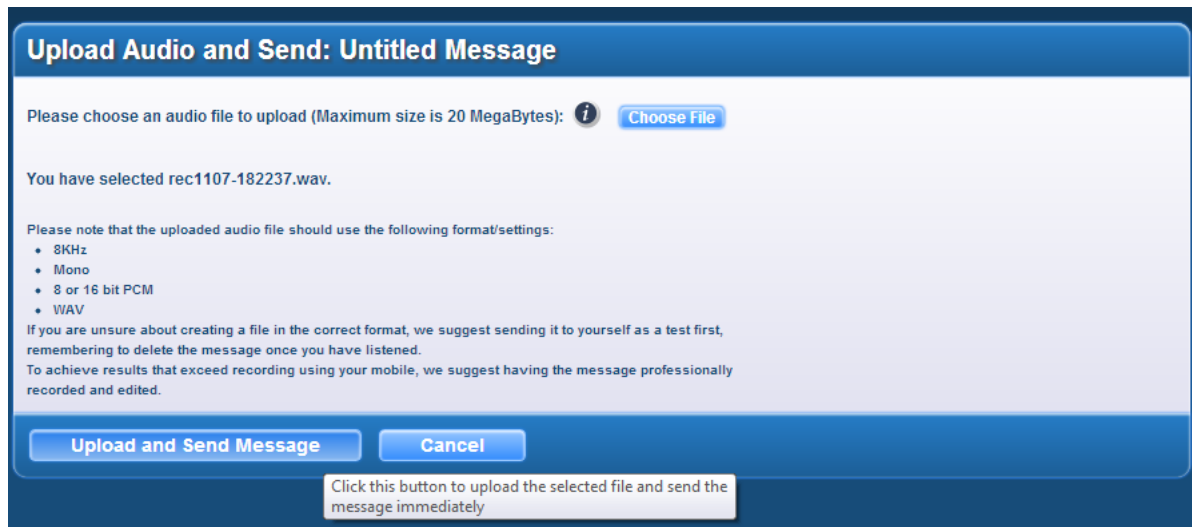 Upload Audio and Send: Untitled Message
Please choose an audio file to upload (Maximum size is 20 MegaBytes): i Choose File
You have selected rec1107-182237.wav.
Please note that the uploaded audio file should use the following format/settings:
• 8KHz
• Mono
• 8 or 16 bit PCM
• WAV
If you are unsure about creating a file in the correct format, we suggest sending it to yourself as a test first,
remembering to delete the message once you have listened.
To achieve results that exceed recording using your mobile, we suggest having the message professionally
recorded and edited.
Upload and Send Message Cancel
Click this button to upload the selected file and send the
message immediately